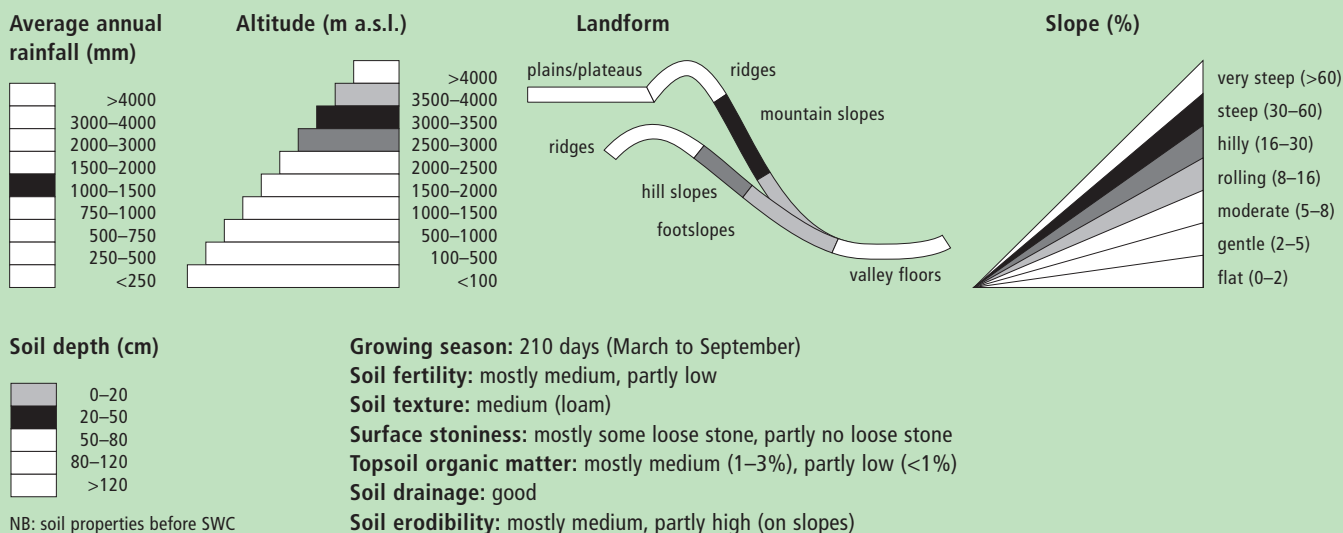 Average annual
rainfall (mm)
>4000
3000–4000
2000–3000
1500–2000
1000–1500
750–1000
500–750
250–500
<250
Altitude (m a.s.l.)
>4000
3500–4000
3000–3500
2500–3000
2000–2500
1500–2000
1000–1500
500–1000
100–500
<100
Landform
plains/plateaus
ridges
mountain slopes
ridges
hill slopes
footslopes
valley floors
Slope (%)
very steep (>60)
steep (30–60)
hilly (16–30)
rolling (8–16)
moderate (5–8)
gentle (2–5)
flat (0–2)
Soil depth (cm)
0–20
20–50
50–80
80–120
>120
NB: soil properties before SWC
Growing season: 210 days (March to September)
Soil fertility: mostly medium, partly low
Soil texture: medium (loam)
Surface stoniness: mostly some loose stone, partly no loose stone
Topsoil organic matter: mostly medium (1–3%), partly low (<1%)
Soil drainage: good
Soil erodibility: mostly medium, partly high (on slopes)